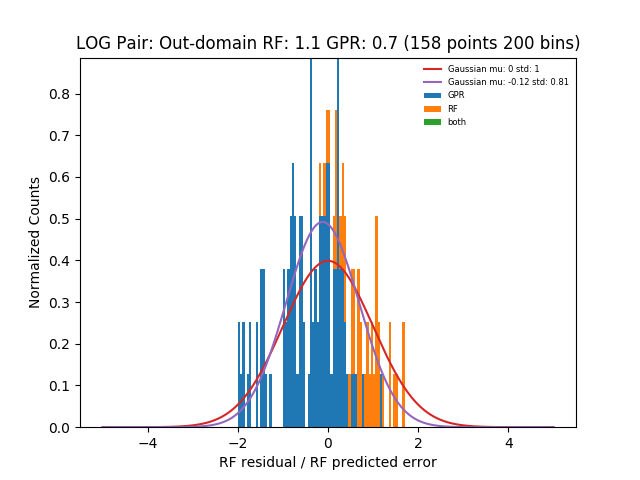 LOG Pair: Out-domain RF: 1.1 GPR: 0.7 (158 points 200 bins)
Gaussian mu: 0 std: 1
Gaussian mu: -0.12 std: 0.81
GPR
RF
both
Normalized Counts
0.8
0.7
0.6
0.5
0.4
0.3
0.2
0.1
0.0
−4 −2 0 2 4
RF residual / RF predicted error